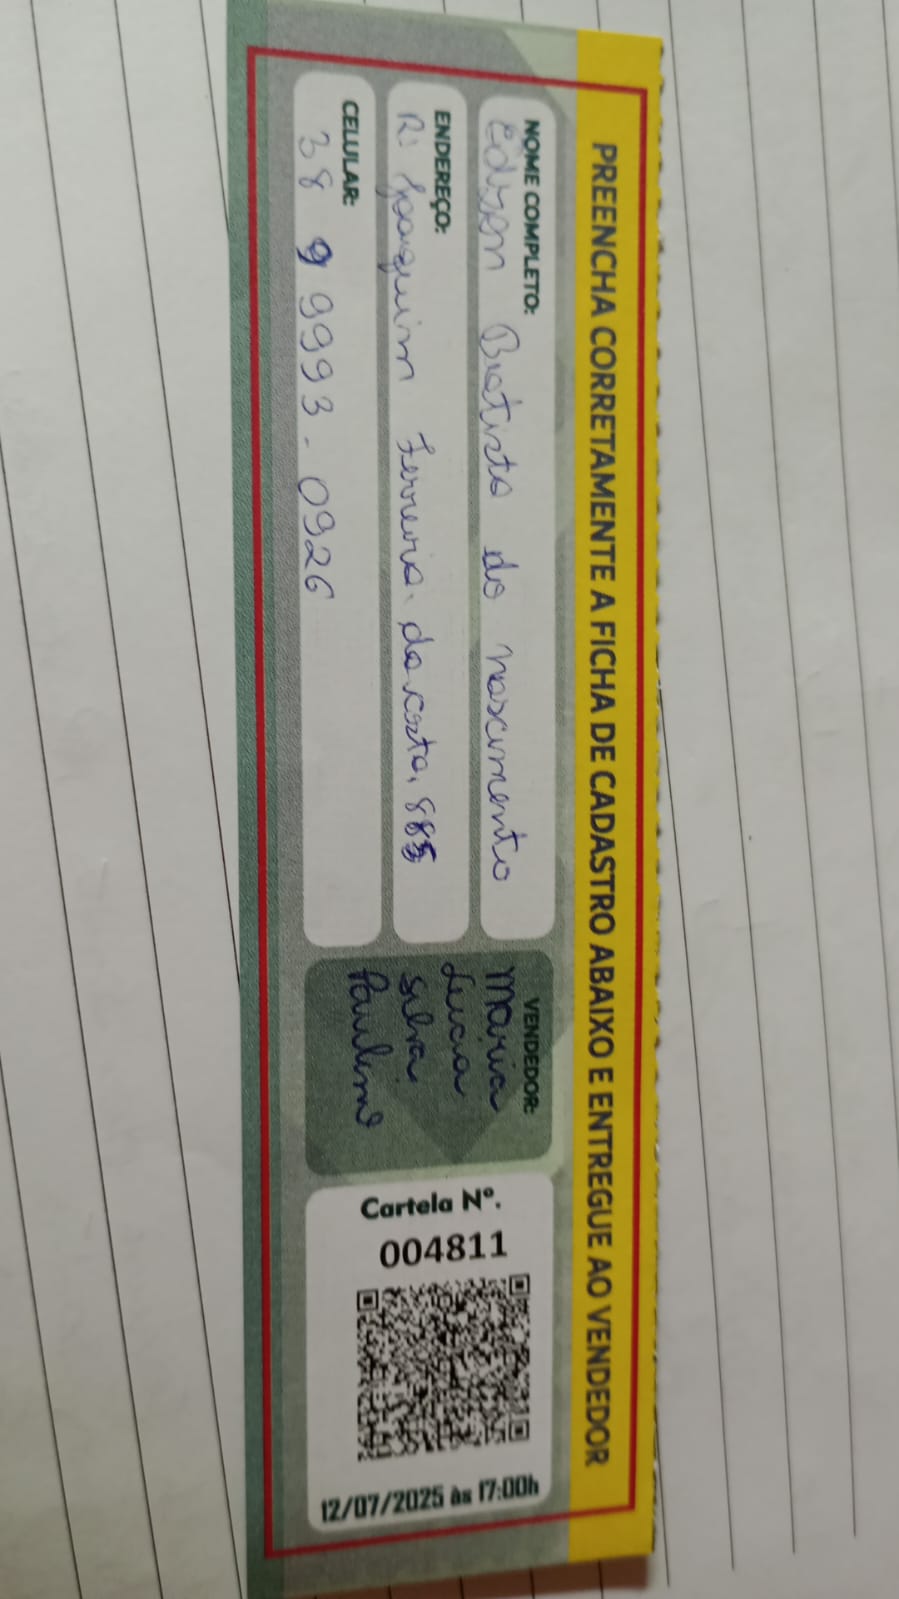 PREENCHA CORRETAMENTE A FICHA DE CADASTRO ABAIXO E ENTREGUE AO VENDEDOR
NOME COMPLETO:
Edson Batista do nascimento
ENDEREÇO:
R: Joaquim Ferreira da costa, 885
CELULAR:
38 9 9993-0926
VENDEDOR:
Maria
Lucia
Silva
Cartela Nº.
004811
12/07/2025 às 17:00h